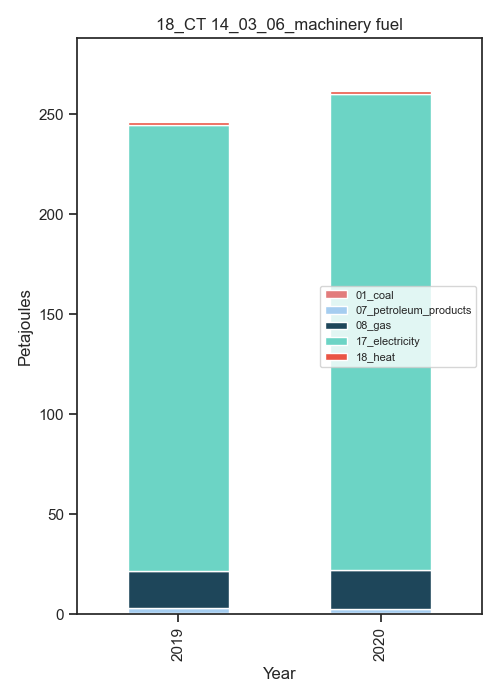 18_CT 14_03_06_machinery fuel
Petajoules
250
200
150
100
50
0
01_coal
07_petroleum_products
08_gas
17_electricity
18_heat
2019
2020
Year